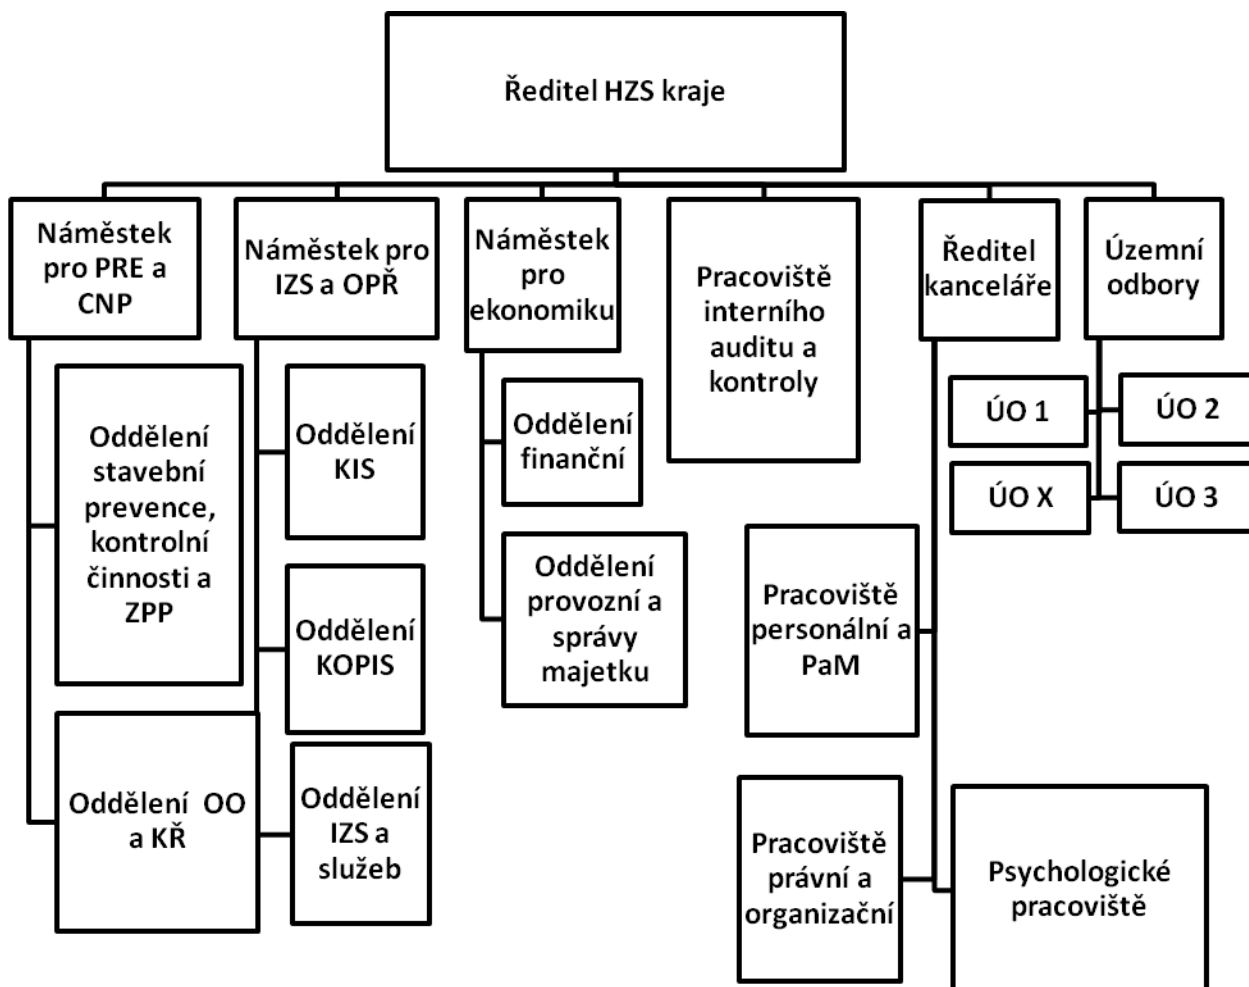 Ředitel HZS kraje
Náměstek
pro PRE a
CNP
Náměstek pro
IZS a OPŘ
Náměstek
pro
ekonomiku
Pracoviště
interního
auditu a
kontroly
Ředitel
kanceláře
Územní
odbory
Oddělení
stavební
prevence,
kontrolní
činnosti a
ZPP
Oddělení OO
a KŘ
Oddělení
KIS
Oddělení
KOPIS
Oddělení
IZS a
služeb
Oddělení
finanční
Oddělení
provozní a
správy
majetku
Pracoviště
personální a
PaM
Pracoviště
právní a
organizační
Psychologické
pracoviště
ÚO 1
ÚO 2
ÚO X
ÚO 3